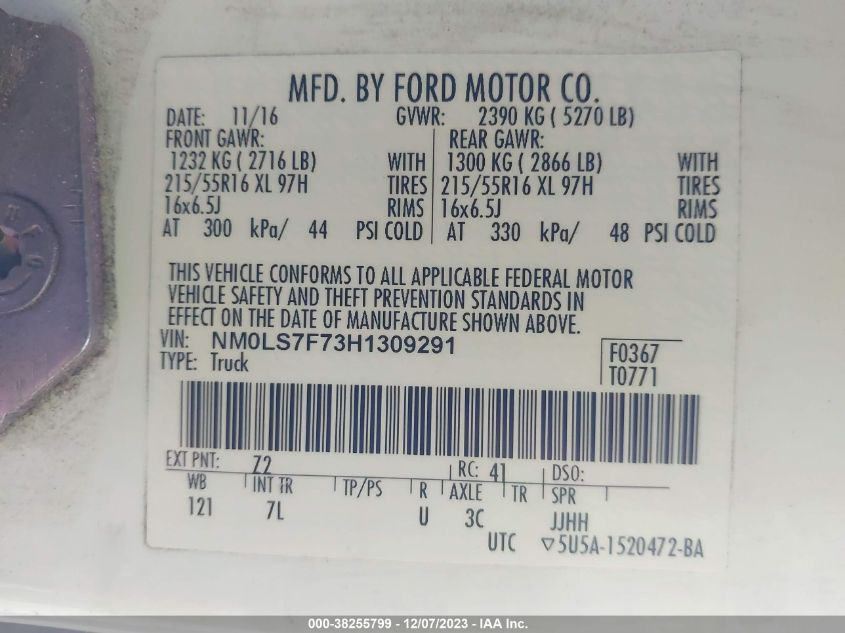 MFD. BY FORD MOTOR CO.
DATE: 11/16 GVWR: 2390 KG ( 5270 LB)
FRONT GAWR: REAR GAWR:
1232 KG ( 2716 LB) WITH 1300 KG ( 2866 LB) WITH
215/55R16 XL 97H TIRES 215/55R16 XL 97H TIRES
16x6.5J RIMS 16x6.5J RIMS
AT 300 kPa/ 44 PSI COLD AT 330 kPa/ 48 PSI COLD
THIS VEHICLE CONFORMS TO ALL APPLICABLE FEDERAL MOTOR
VEHICLE SAFETY AND THEFT PREVENTION STANDARDS IN
EFFECT ON THE DATE OF MANUFACTURE SHOWN ABOVE.
VIN: NM0LS7F73H1309291 F0367
TYPE: Truck T0771
EXT PNT: Z2 RC: 41 DSO:
WB INT TR TP/PS R AXLE TR SPR
121 7L U 3C JJHH
UTC ▽5U5A-1520472-BA
000-38255799 - 12/07/2023 - IAA Inc.